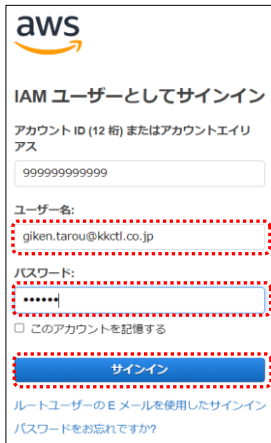 aws
IAM ユーザーとしてサインイン
アカウント ID (12 桁) またはアカウントエイリ
アス
999999999999
ユーザー名:
giken.tarou@kkctl.co.jp
パスワード:
••••••
このアカウントを記憶する
サインイン
ルートユーザーの E メールを使用したサインイン
パスワードをお忘れですか?